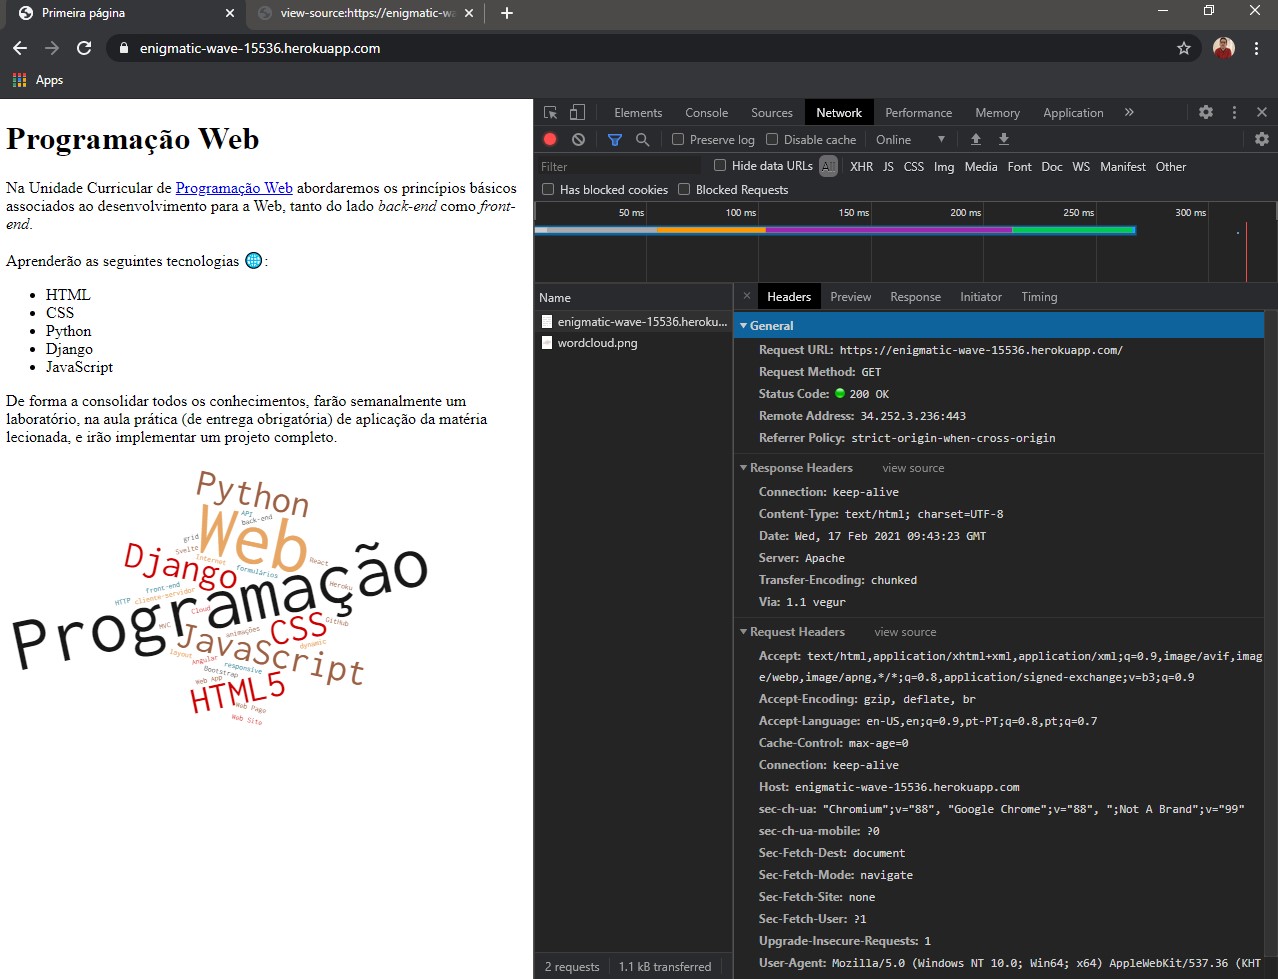 Primeira página
view-source:https://enigmatic-wa
enigmatic-wave-15536.herokuapp.com
Apps
Programação Web
Na Unidade Curricular de Programação Web abordaremos os princípios básicos
associados ao desenvolvimento para a Web, tanto do lado back-end como front-
end.
Aprenderão as seguintes tecnologias :
HTML
CSS
Python
Django
JavaScript
De forma a consolidar todos os conhecimentos, farão semanalmente um
laboratório, na aula prática (de entrega obrigatória) de aplicação da matéria
lecionada, e irão implementar um projeto completo.
Python
API
back-end
Web
grid
Svelte
Internet
formulários
React
Django
Programação
Heroku
front-end
HTTP
cliente-servidor
Cloud
MVC
animações
CSS
GitHub
JavaScript
dynamic
layout
Angular
responsive
Bootstrap
Web App
HTML5
Web Page
Web Site
Elements Console Sources Network Performance Memory Application »
Preserve log Disable cache Online
Filter Hide data URLs All XHR JS CSS Img Media Font Doc WS Manifest Other
Has blocked cookies Blocked Requests
50 ms 100 ms 150 ms 200 ms 250 ms 300 ms
Name
enigmatic-wave-15536.heroku...
wordcloud.png
2 requests 1.1 kB transferred
Headers Preview Response Initiator Timing
General
Request URL: https://enigmatic-wave-15536.herokuapp.com/
Request Method: GET
Status Code: 200 OK
Remote Address: 34.252.3.236:443
Referrer Policy: strict-origin-when-cross-origin
Response Headers view source
Connection: keep-alive
Content-Type: text/html; charset=UTF-8
Date: Wed, 17 Feb 2021 09:43:23 GMT
Server: Apache
Transfer-Encoding: chunked
Via: 1.1 vegur
Request Headers view source
Accept: text/html,application/xhtml+xml,application/xml;q=0.9,image/avif,imag
e/webp,image/apng,*/*;q=0.8,application/signed-exchange;v=b3;q=0.9
Accept-Encoding: gzip, deflate, br
Accept-Language: en-US,en;q=0.9,pt-PT;q=0.8,pt;q=0.7
Cache-Control: max-age=0
Connection: keep-alive
Host: enigmatic-wave-15536.herokuapp.com
sec-ch-ua: "Chromium";v="88", "Google Chrome";v="88", ";Not A Brand";v="99"
sec-ch-ua-mobile: ?0
Sec-Fetch-Dest: document
Sec-Fetch-Mode: navigate
Sec-Fetch-Site: none
Sec-Fetch-User: ?1
Upgrade-Insecure-Requests: 1
User-Agent: Mozilla/5.0 (Windows NT 10.0; Win64; x64) AppleWebKit/537.36 (KHT